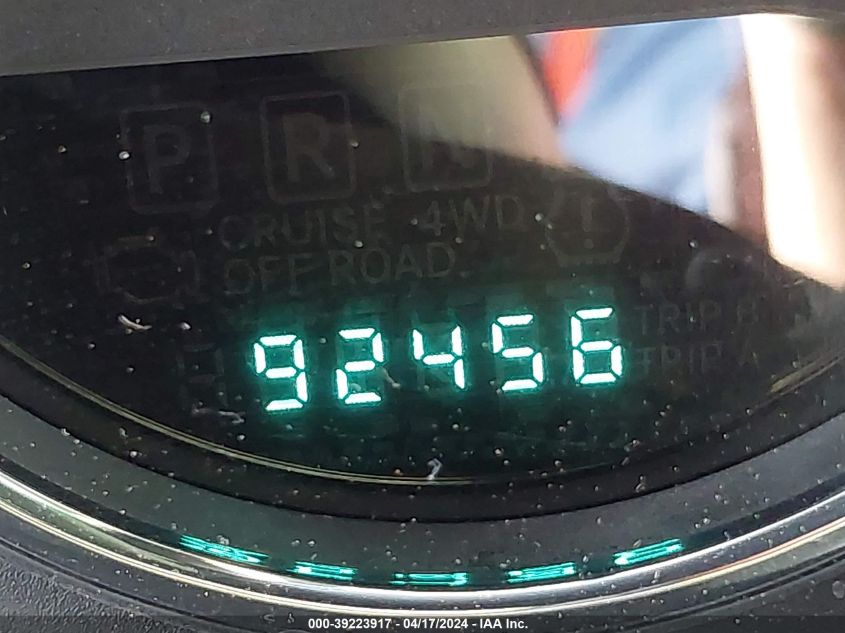 P R N
CRUISE 4WD
OFF ROAD
92456
TRIP B
TRIP A
000-39223917 - 04/17/2024 - IAA Inc.